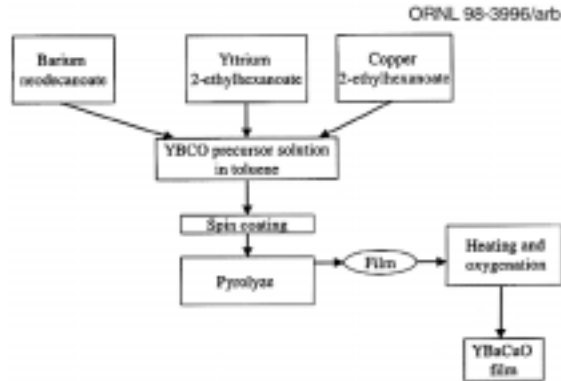 ORNL 98-3996/arb
Barium
neodecanoate
Yttrium
2-ethylhexanoate
Copper
2-ethylhexanoate
YBCO precursor solution
in toluene
Spin coating
Pyrolyze
Film
Heating and
oxygenation
YBaCuO
film